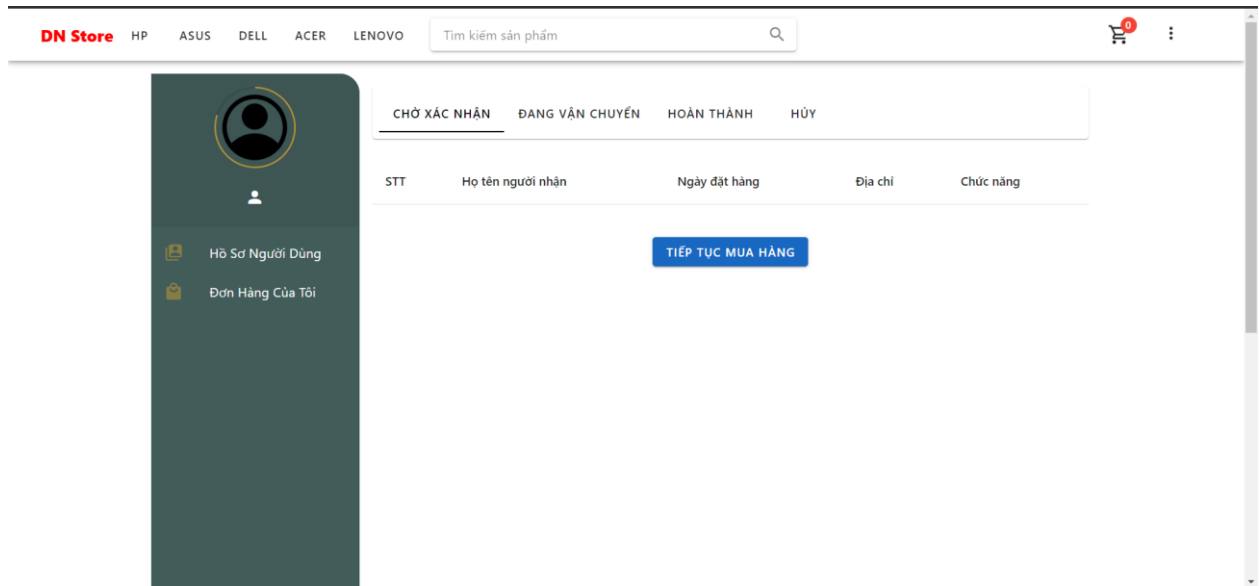 DN Store HP ASUS DELL ACER LENOVO Tìm kiếm sản phẩm 0
CHỜ XÁC NHẬN ĐANG VẬN CHUYỂN HOÀN THÀNH HỦY
STT Họ tên người nhận Ngày đặt hàng Địa chỉ Chức năng
TIẾP TỤC MUA HÀNG
Hồ Sơ Người Dùng
Đơn Hàng Của Tôi